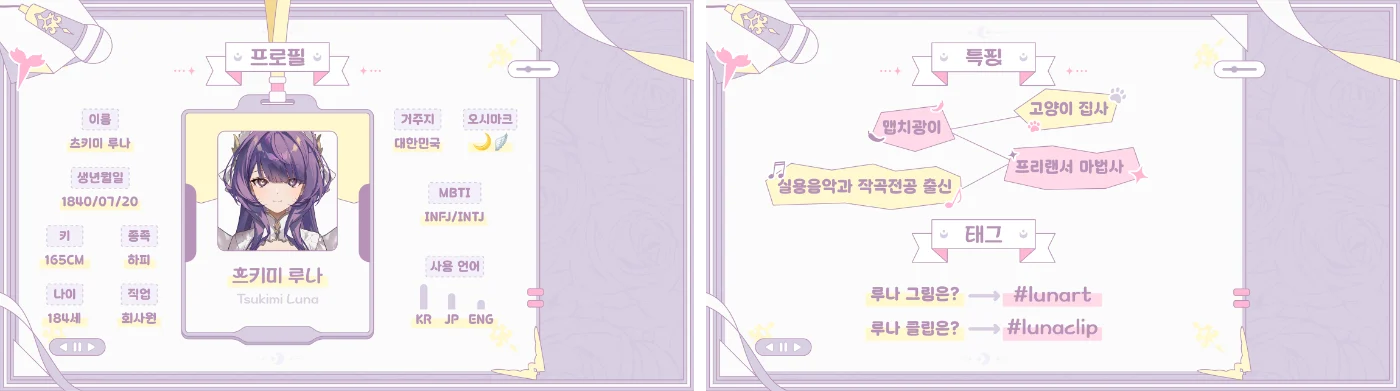 프로필
이름
츠키미 루나
생년월일
1840/07/20
키
165CM
종족
하피
나이
184세
직업
회사원
츠키미 루나
Tsukimi Luna
거주지
대한민국
오시마크
🌙🪽
MBTI
INFJ/INTJ
사용 언어
KR JP ENG
특징
맵치광이
고양이 집사
프리랜서 마법사
실용음악과 작곡전공 출신
태그
루나 그림은?
#lunart
루나 클립은?
#lunaclip